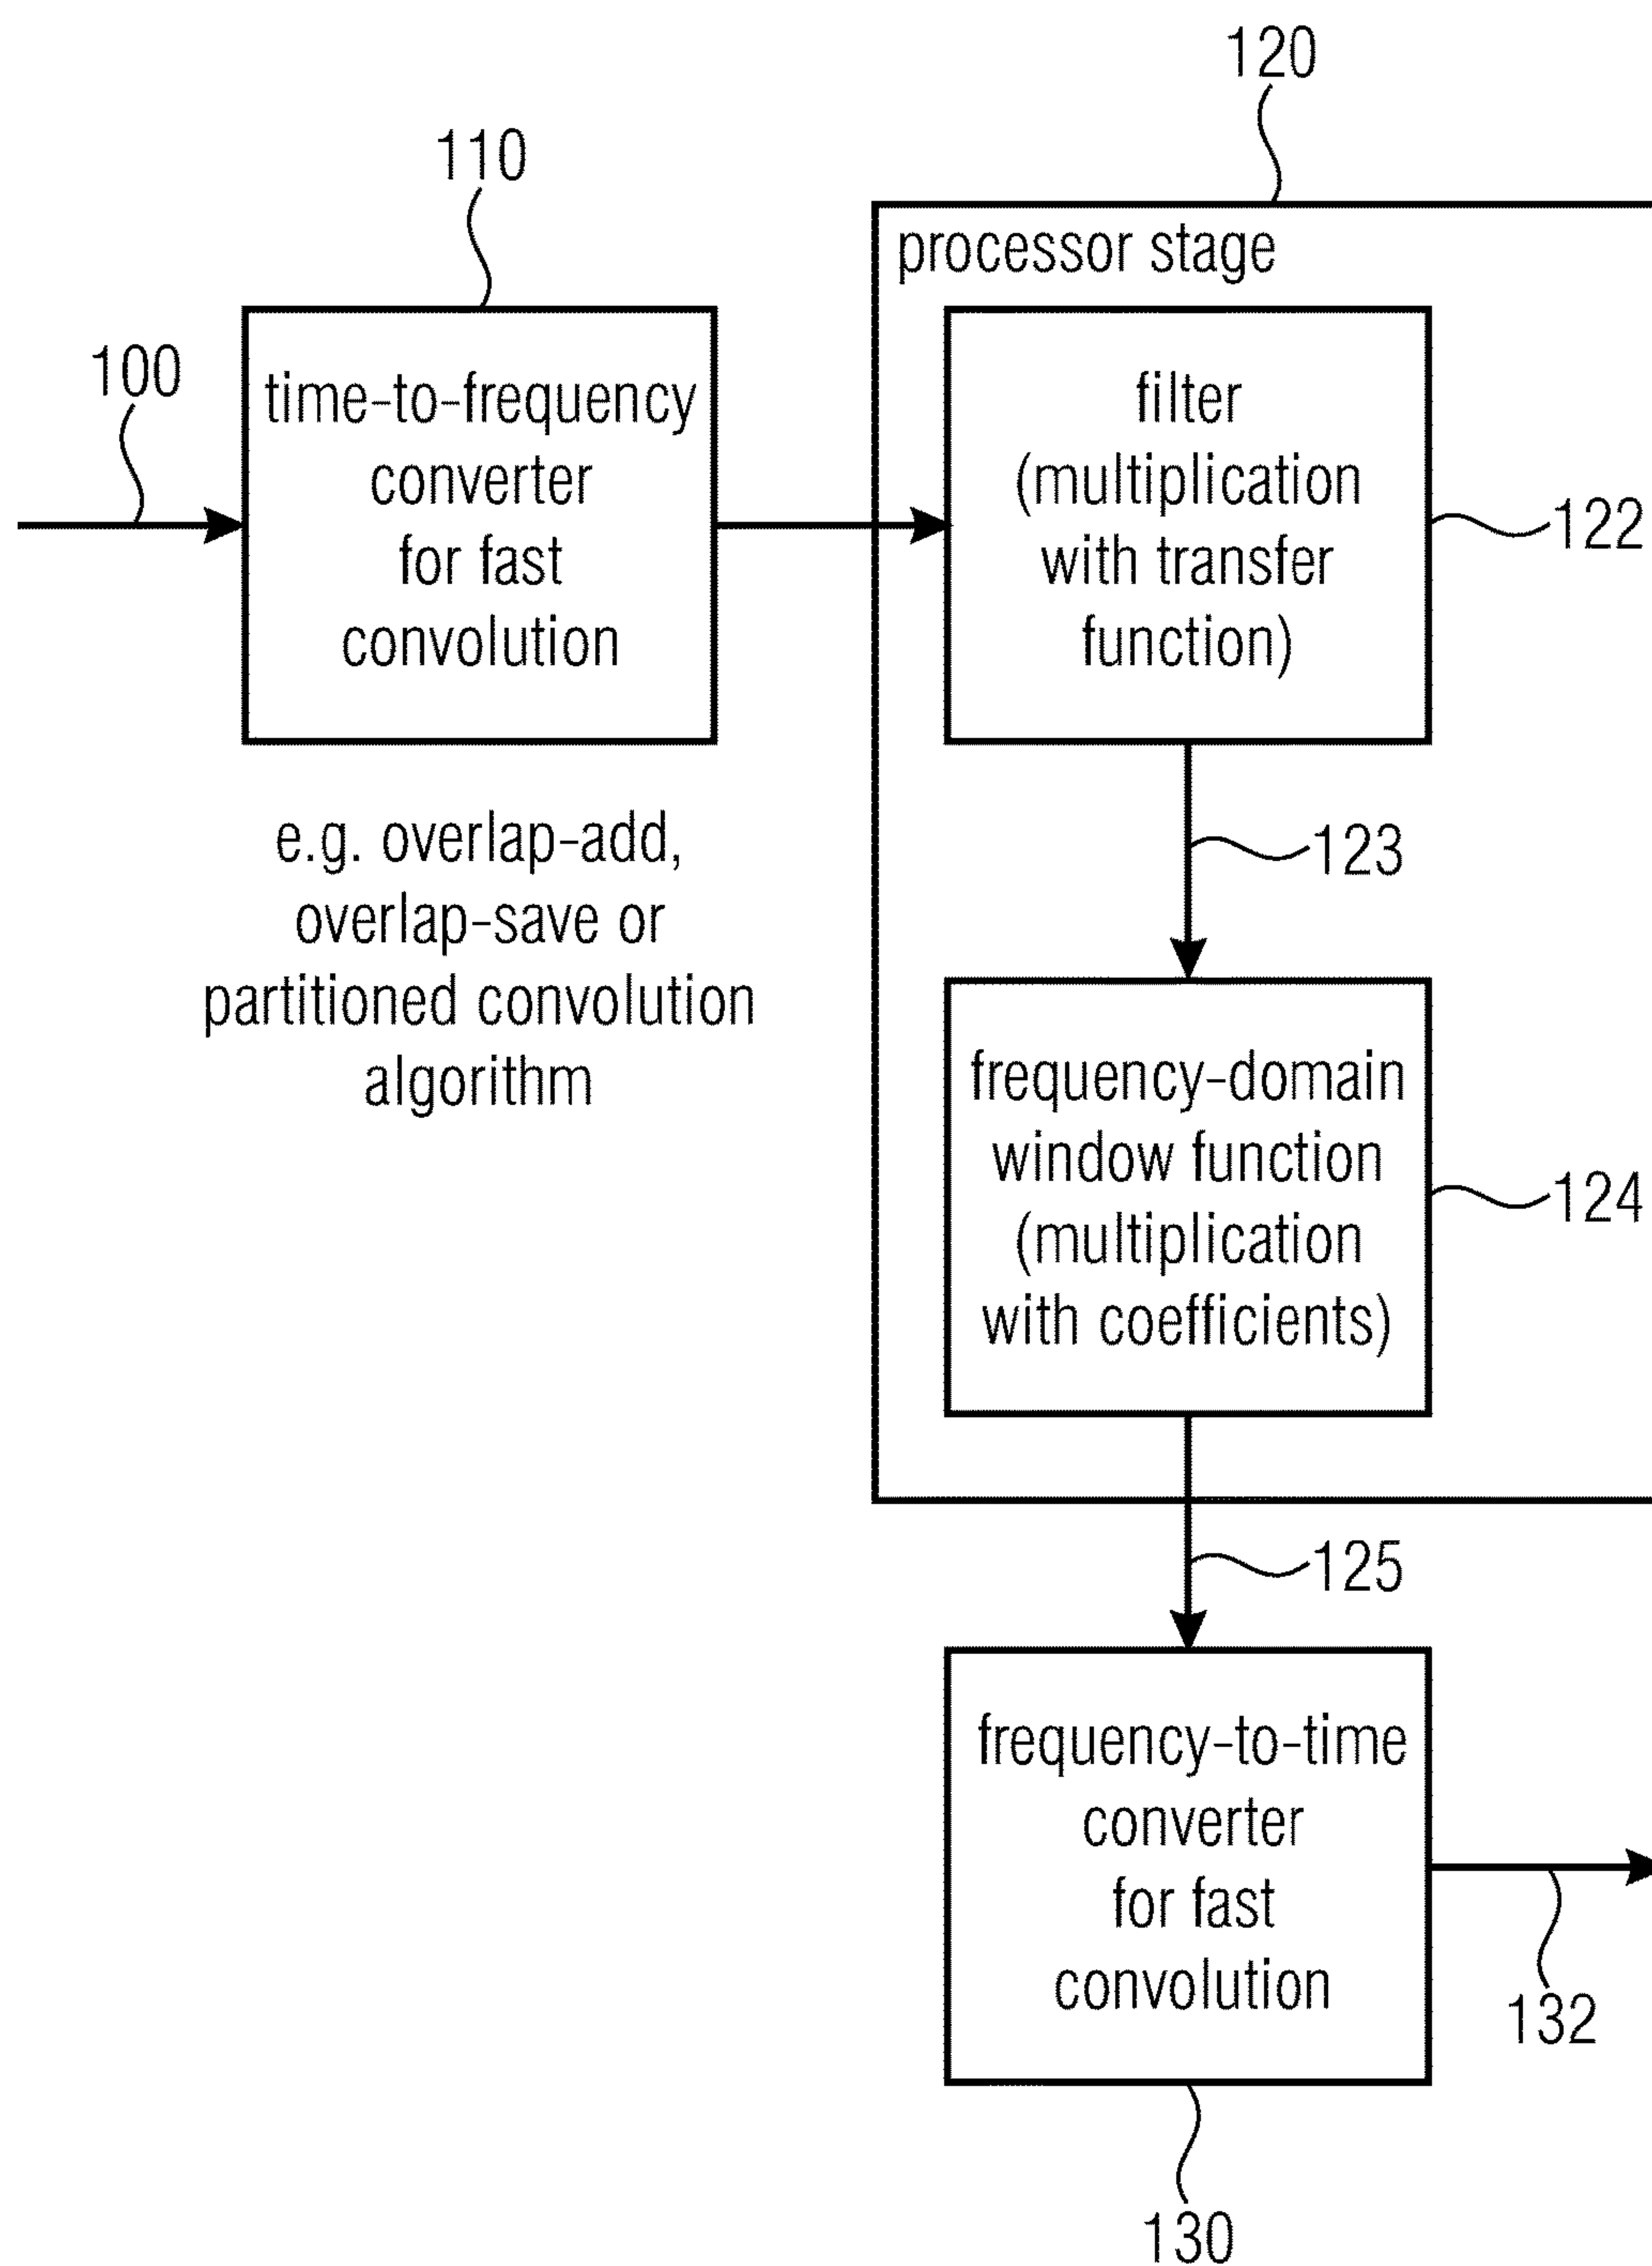 120
110
processor stage
100
time-to-frequency
converter
for fast
convolution
filter
(multiplication
with transfer
function)
122
e.g. overlap-add,
overlap-save or
partitioned convolution
algorithm
123
frequency-domain
window function
(multiplication
with coefficients)
124
125
frequency-to-time
converter
for fast
convolution
132
130